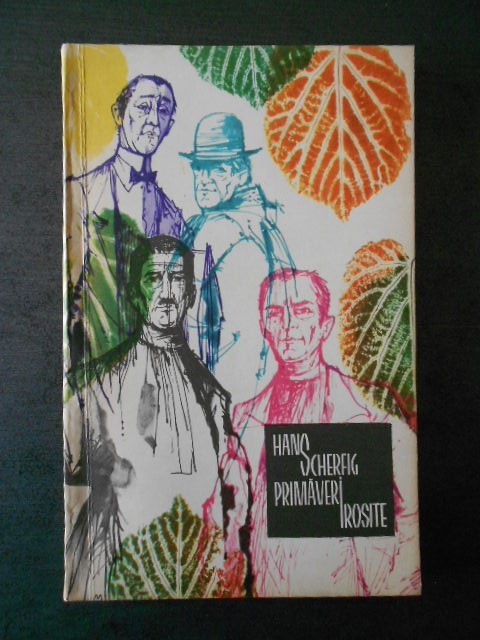 HANS SCHERFIG
PRIMĂVERI
IROSITE
M